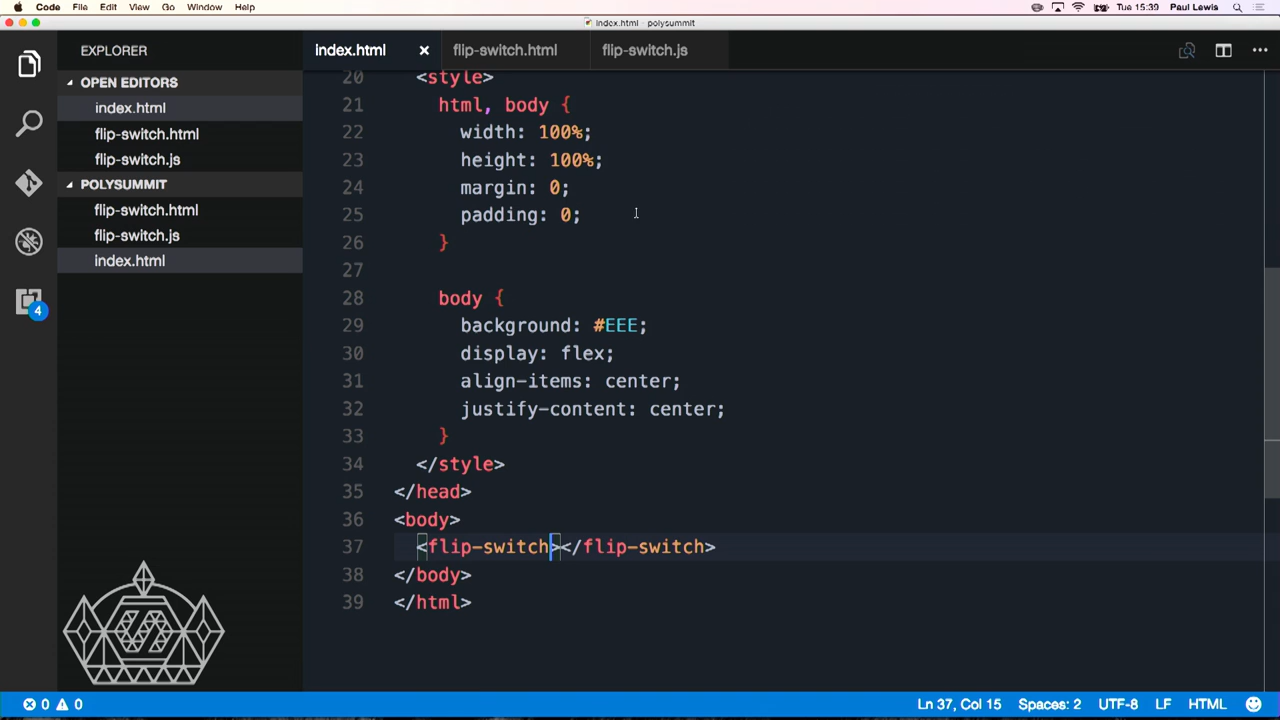 Code File Edit View Go Window Help Tue 15:39 Paul Lewis
index.html - polysummit
EXPLORER
index.html flip-switch.html flip-switch.js
OPEN EDITORS
index.html
flip-switch.html
flip-switch.js
POLYSUMMIT
flip-switch.html
flip-switch.js
index.html
4
20 <style>
21 html, body {
22 width: 100%;
23 height: 100%;
24 margin: 0;
25 padding: 0;
26 }
27
28 body {
29 background: #EEE;
30 display: flex;
31 align-items: center;
32 justify-content: center;
33 }
34 </style>
35 </head>
36 <body>
37 <flip-switch></flip-switch>
38 </body>
39 </html>
0 0 Ln 37, Col 15 Spaces: 2 UTF-8 LF HTML